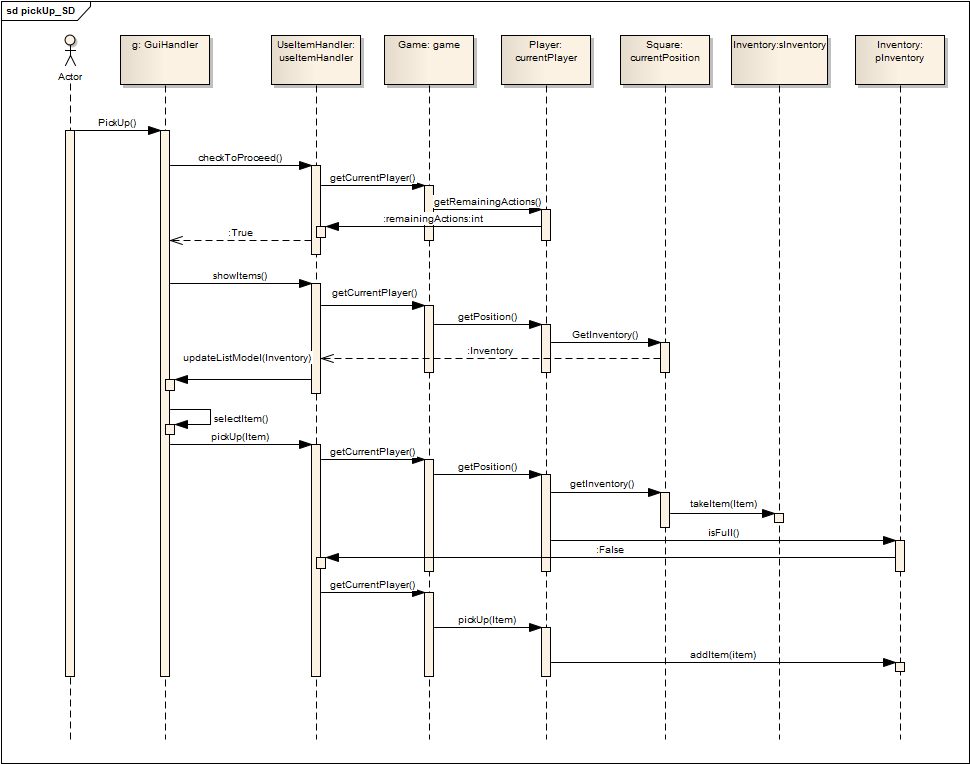 sd pickUp_SD
Actor
g: GuiHandler
UseItemHandler:
useItemHandler
Game: game
Player:
currentPlayer
Square:
currentPosition
Inventory:sInventory
Inventory:
pInventory
PickUp()
checkToProceed()
getCurrentPlayer()
getRemainingActions()
:remainingActions:int
:True
showItems()
getCurrentPlayer()
getPosition()
GetInventory()
:Inventory
updateListModel(Inventory)
selectItem()
pickUp(Item)
getCurrentPlayer()
getPosition()
getInventory()
takeItem(Item)
isFull()
:False
getCurrentPlayer()
pickUp(Item)
addItem(item)